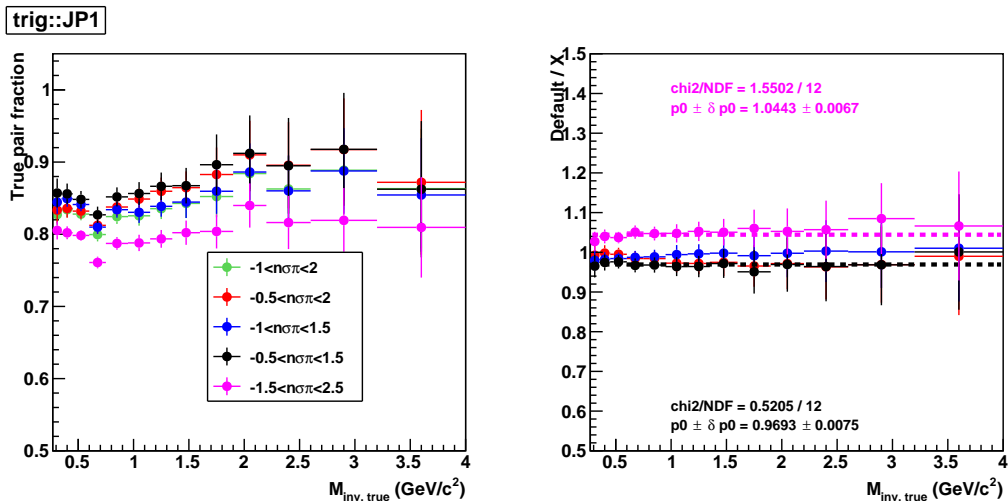 trig::JP1
True pair fraction
1
0.9
0.8
0.7
0.6
0.5
-1<nσπ<2
-0.5<nσπ<2
-1<nσπ<1.5
-0.5<nσπ<1.5
-1.5<nσπ<2.5
0.5 1 1.5 2 2.5 3 3.5 4
M_inv, true (GeV/c²)
Default / X
1.5
1.4
1.3
1.2
1.1
1
0.9
0.8
0.7
0.6
0.5
chi2/NDF = 1.5502 / 12
p0 ± δ p0 = 1.0443 ± 0.0067
chi2/NDF = 0.5205 / 12
p0 ± δ p0 = 0.9693 ± 0.0075
0.5 1 1.5 2 2.5 3 3.5 4
M_inv, true (GeV/c²)